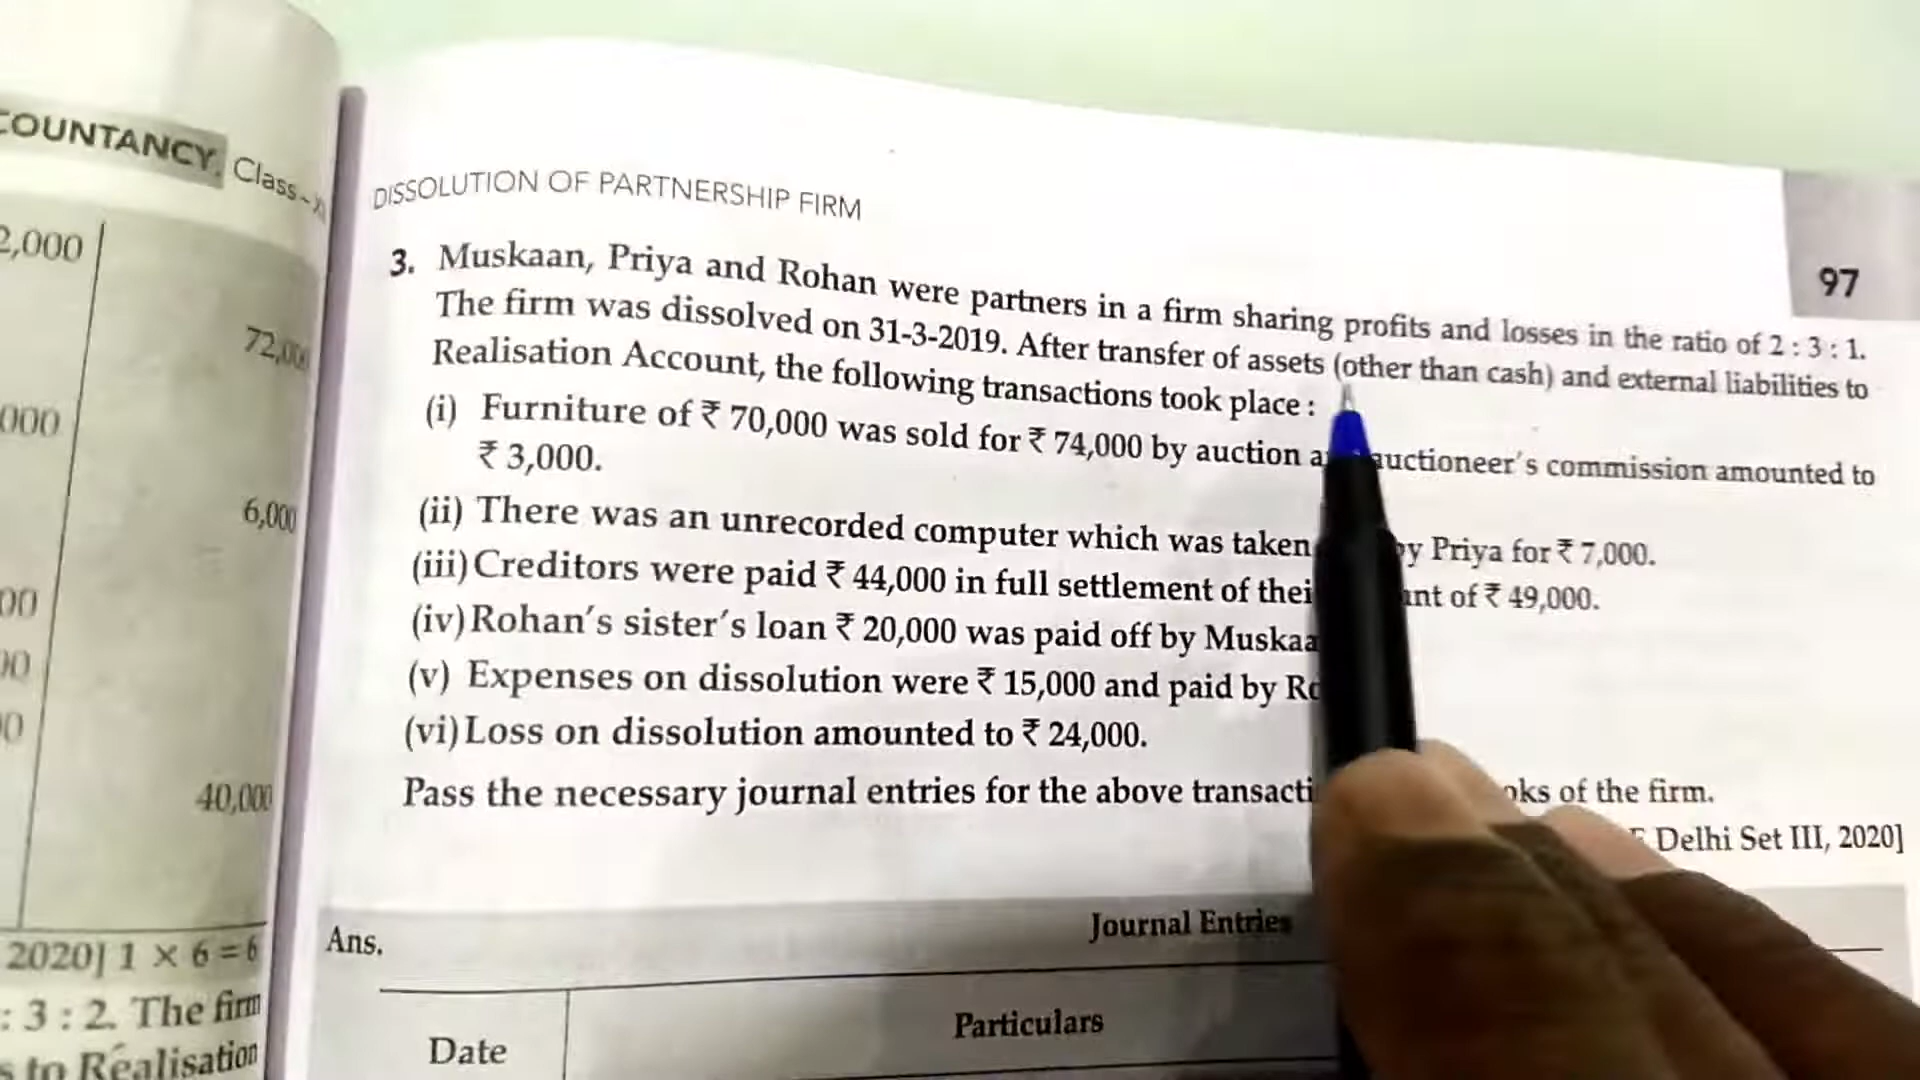 COUNTANCY, Class-
2,000
72,00
000
6,000
00
00
0
40,000
2020] 1 × 6 = 6
: 3 : 2. The firm
s to Realisation
DISSOLUTION OF PARTNERSHIP FIRM
97
3. Muskaan, Priya and Rohan were partners in a firm sharing profits and losses in the ratio of 2 : 3 : 1.
The firm was dissolved on 31-3-2019. After transfer of assets (other than cash) and external liabilities to
Realisation Account, the following transactions took place :
(i) Furniture of ₹ 70,000 was sold for ₹ 74,000 by auction a auctioneer's commission amounted to
₹ 3,000.
(ii) There was an unrecorded computer which was taken by Priya for ₹ 7,000.
(iii) Creditors were paid ₹ 44,000 in full settlement of thei unt of ₹ 49,000.
(iv) Rohan's sister's loan ₹ 20,000 was paid off by Muskaa
(v) Expenses on dissolution were ₹ 15,000 and paid by Ro
(vi) Loss on dissolution amounted to ₹ 24,000.
Pass the necessary journal entries for the above transacti oks of the firm.
Delhi Set III, 2020]
Ans.
Journal Entries
Date
Particulars